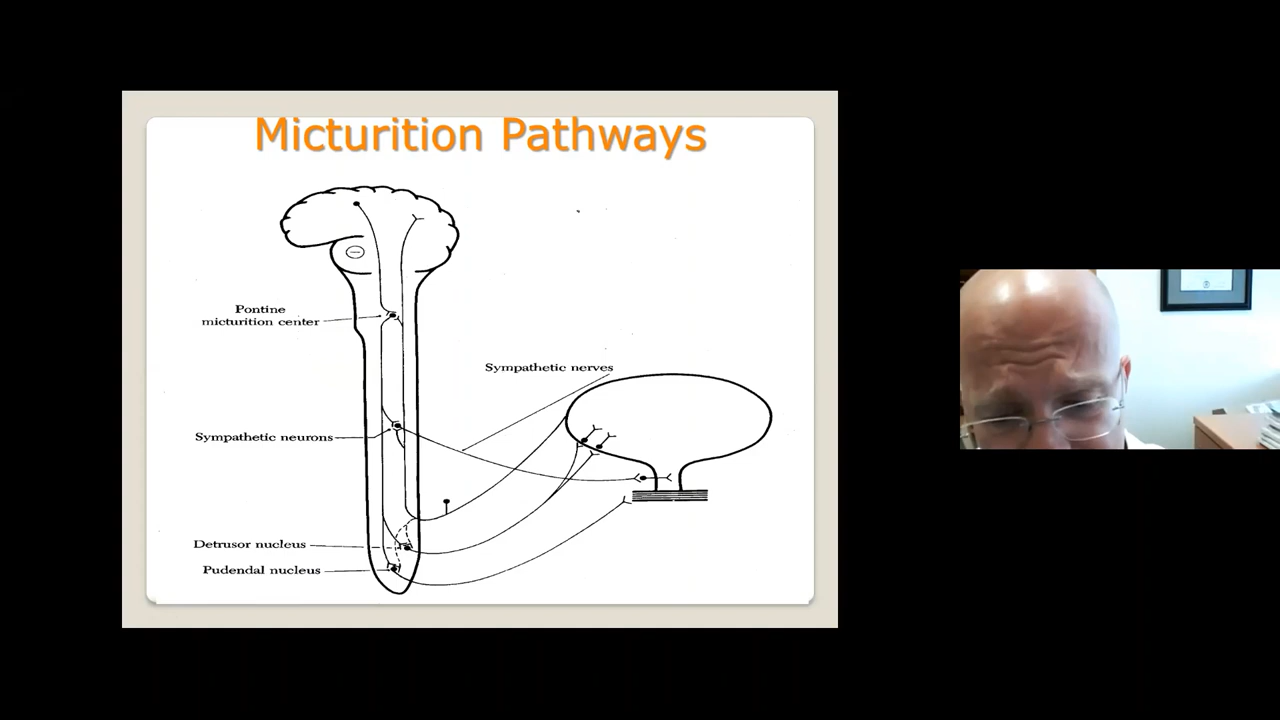 Micturition Pathways
Pontine
micturition center
Sympathetic nerves
Sympathetic neurons
Detrusor nucleus
Pudendal nucleus